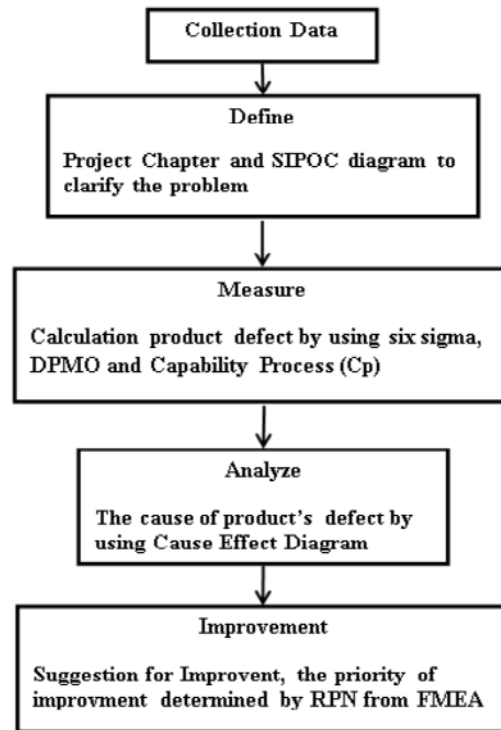 Collection Data
Define
Project Chapter and SIPOC diagram to
clarify the problem
Measure
Calculation product defect by using six sigma,
DPMO and Capability Process (Cp)
Analyze
The cause of product's defect by
using Cause Effect Diagram
Improvement
Suggestion for Improvent, the priority of
improvment determined by RPN from FMEA